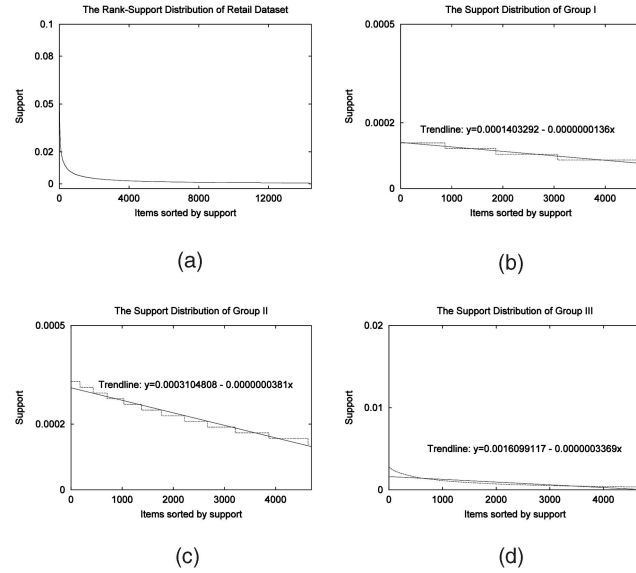 The Rank-Support Distribution of Retail Dataset
0.1
0.08
0.05
0.02
0
Support
0 4000 8000 12000
Items sorted by support
(a)
The Support Distribution of Group I
0.0005
0.0002
0
Support
Trendline: y=0.0001403292 - 0.0000000136x
0 1000 2000 3000 4000
Items sorted by support
(b)
The Support Distribution of Group II
0.0005
0.0002
0
Support
Trendline: y=0.0003104808 - 0.0000000381x
0 1000 2000 3000 4000
Items sorted by support
(c)
The Support Distribution of Group III
0.02
0.01
0
Support
Trendline: y=0.0016099117 - 0.0000003369x
0 1000 2000 3000 4000
Items sorted by support
(d)